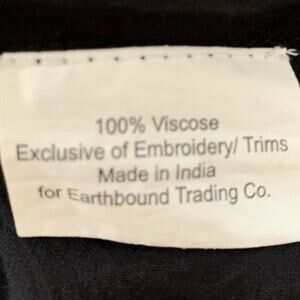 100% Viscose
Exclusive of Embroidery/ Trims
Made in India
for Earthbound Trading Co.